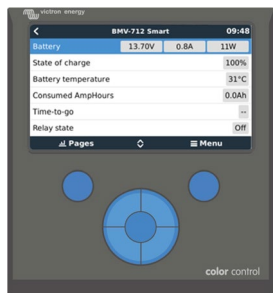 victron energy
BMV-712 Smart 09:48
Battery 13.70V 0.8A 11W
State of charge 100%
Battery temperature 31°C
Consumed AmpHours 0.0Ah
Time-to-go --
Relay state Off
Pages Menu
color control